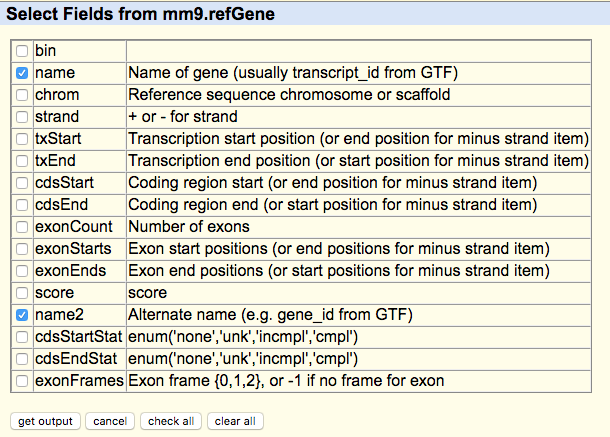 Select Fields from mm9.refGene
bin
name Name of gene (usually transcript_id from GTF)
chrom Reference sequence chromosome or scaffold
strand + or - for strand
txStart Transcription start position (or end position for minus strand item)
txEnd Transcription end position (or start position for minus strand item)
cdsStart Coding region start (or end position for minus strand item)
cdsEnd Coding region end (or start position for minus strand item)
exonCount Number of exons
exonStarts Exon start positions (or end positions for minus strand item)
exonEnds Exon end positions (or start positions for minus strand item)
score score
name2 Alternate name (e.g. gene_id from GTF)
cdsStartStat enum('none','unk','incmpl','cmpl')
cdsEndStat enum('none','unk','incmpl','cmpl')
exonFrames Exon frame {0,1,2}, or -1 if no frame for exon
get output cancel check all clear all